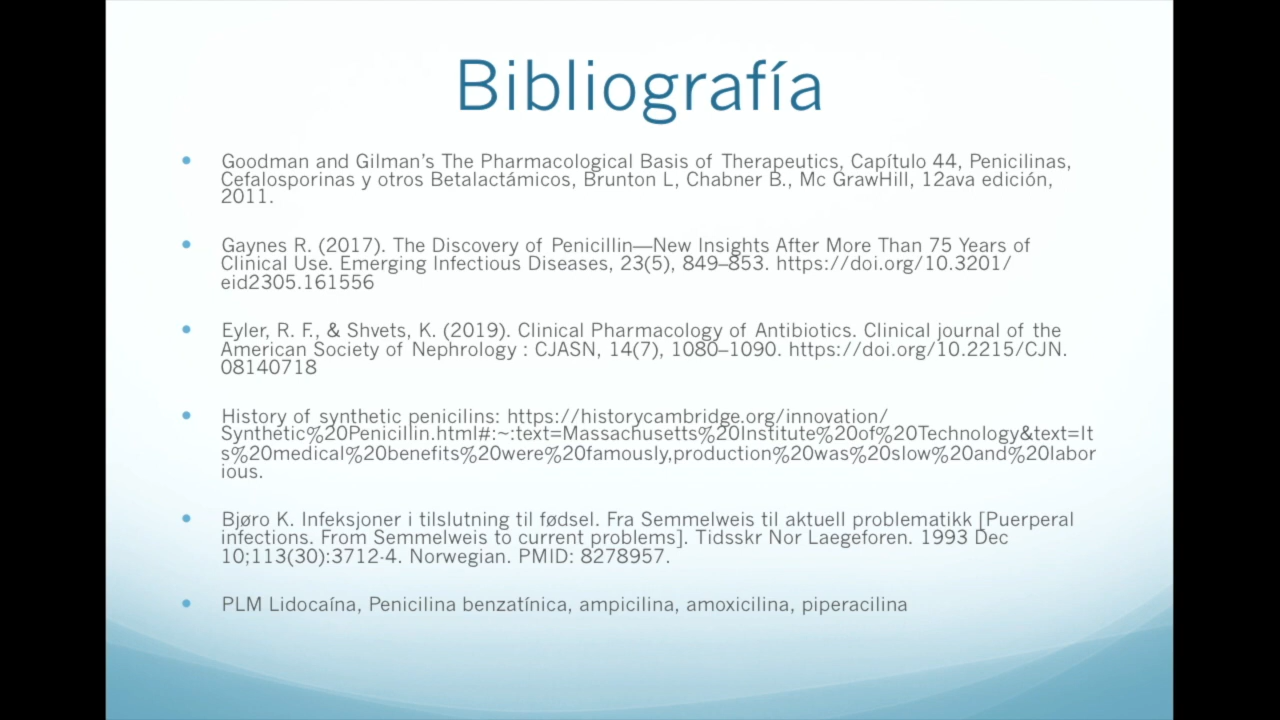 Bibliografía
• Goodman and Gilman's The Pharmacological Basis of Therapeutics, Capítulo 44, Penicilinas,
Cefalosporinas y otros Betalactámicos, Brunton L, Chabner B., Mc GrawHill, 12ava edición,
2011.
• Gaynes R. (2017). The Discovery of Penicillin—New Insights After More Than 75 Years of
Clinical Use. Emerging Infectious Diseases, 23(5), 849–853. https://doi.org/10.3201/
eid2305.161556
• Eyler, R. F., & Shvets, K. (2019). Clinical Pharmacology of Antibiotics. Clinical journal of the
American Society of Nephrology : CJASN, 14(7), 1080–1090. https://doi.org/10.2215/CJN.
08140718
• History of synthetic penicilins: https://historycambridge.org/innovation/
Synthetic%20Penicillin.html#:~:text=Massachusetts%20Institute%20of%20Technology&text=It
s%20medical%20benefits%20were%20famously,production%20was%20slow%20and%20labor
ious.
• Bjøro K. Infeksjoner i tilslutning til fødsel. Fra Semmelweis til aktuell problematikk [Puerperal
infections. From Semmelweis to current problems]. Tidsskr Nor Laegeforen. 1993 Dec
10;113(30):3712-4. Norwegian. PMID: 8278957.
• PLM Lidocaína, Penicilina benzatínica, ampicilina, amoxicilina, piperacilina